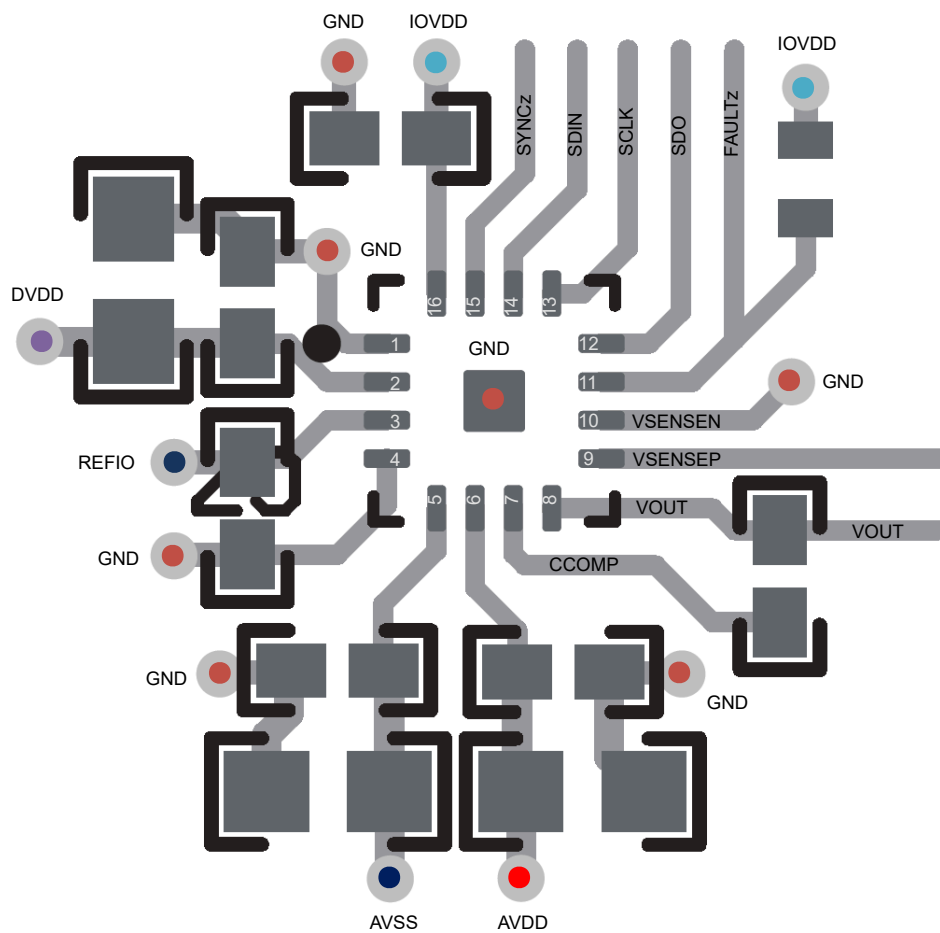 GND
IOVDD
IOVDD
SYNCz
SDIN
SCLK
SDO
FAULTz
GND
DVDD
16
15
14
13
1
2
3
4
GND
12
11
10
9
VSENSEN
VSENSEP
GND
REFIO
5
6
7
8
VOUT
VOUT
CCOMP
GND
GND
GND
AVSS
AVDD